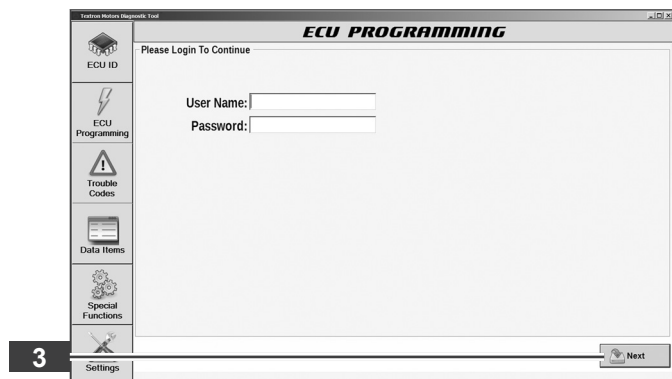 Textron Motors Diagnostic Tool
ECU PROGRAMMING
Please Login To Continue
ECU ID
User Name:
Password:
ECU
Programming
Trouble
Codes
Data Items
Special
Functions
3
Settings
Next